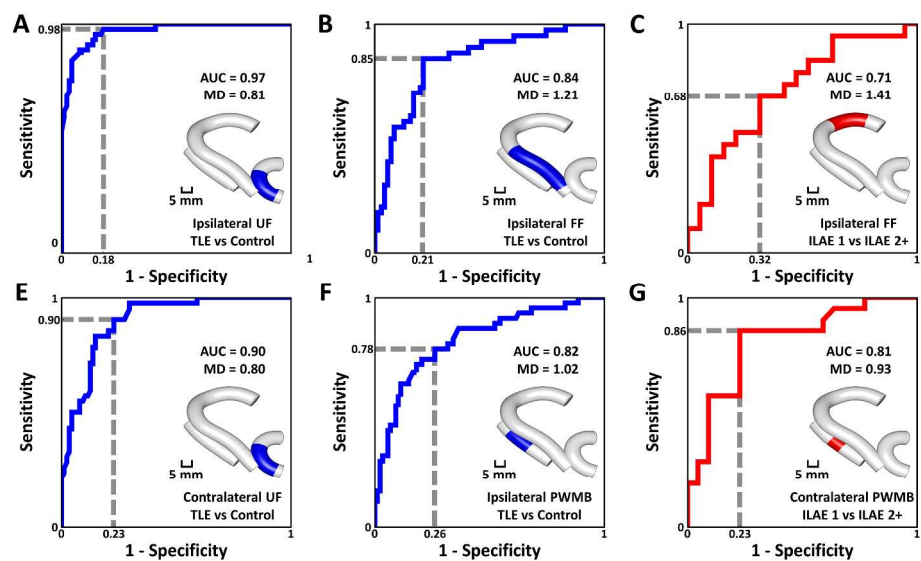 A
0.98
Sensitivity
0
AUC = 0.97
MD = 0.81
5 mm
Ipsilateral UF
TLE vs Control
0
0.18
1
1 - Specificity
B
1
0.85
Sensitivity
0
AUC = 0.84
MD = 1.21
5 mm
Ipsilateral FF
TLE vs Control
0
0.21
1
1 - Specificity
C
1
0.68
Sensitivity
0
AUC = 0.71
MD = 1.41
5 mm
Ipsilateral FF
ILAE 1 vs ILAE 2+
0
0.32
1
1 - Specificity
E
1
0.90
Sensitivity
0
AUC = 0.90
MD = 0.80
5 mm
Contralateral UF
TLE vs Control
0
0.23
1
1 - Specificity
F
1
0.78
Sensitivity
0
AUC = 0.82
MD = 1.02
5 mm
Ipsilateral PWMB
TLE vs Control
0
0.26
1
1 - Specificity
G
1
0.86
Sensitivity
0
AUC = 0.81
MD = 0.93
5 mm
Contralateral PWMB
ILAE 1 vs ILAE 2+
0
0.23
1
1 - Specificity